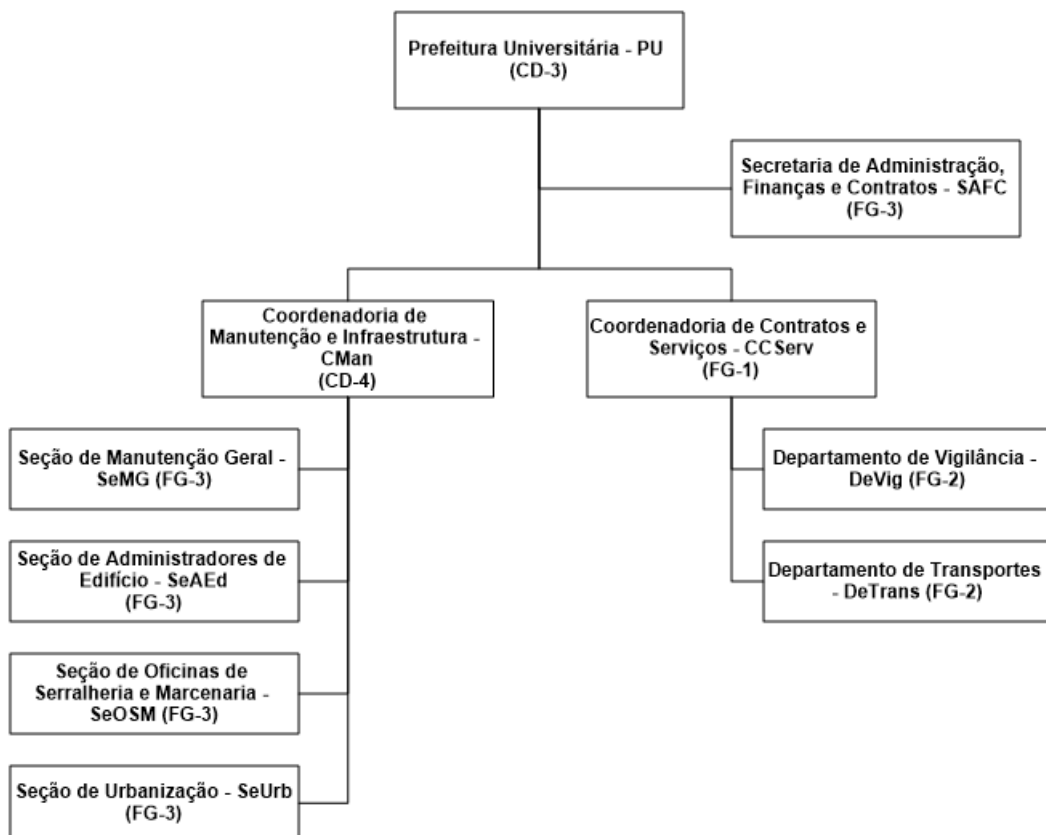 Prefeitura Universitária - PU
(CD-3)
Secretaria de Administração,
Finanças e Contratos - SAFC
(FG-3)
Coordenadoria de
Manutenção e Infraestrutura -
CMan
(CD-4)
Coordenadoria de Contratos e
Serviços - CCServ
(FG-1)
Seção de Manutenção Geral -
SeMG (FG-3)
Seção de Administradores de
Edifício - SeAEd
(FG-3)
Seção de Oficinas de
Serralheria e Marcenaria -
SeOSM (FG-3)
Seção de Urbanização - SeUrb
(FG-3)
Departamento de Vigilância -
DeVig (FG-2)
Departamento de Transportes
- DeTrans (FG-2)